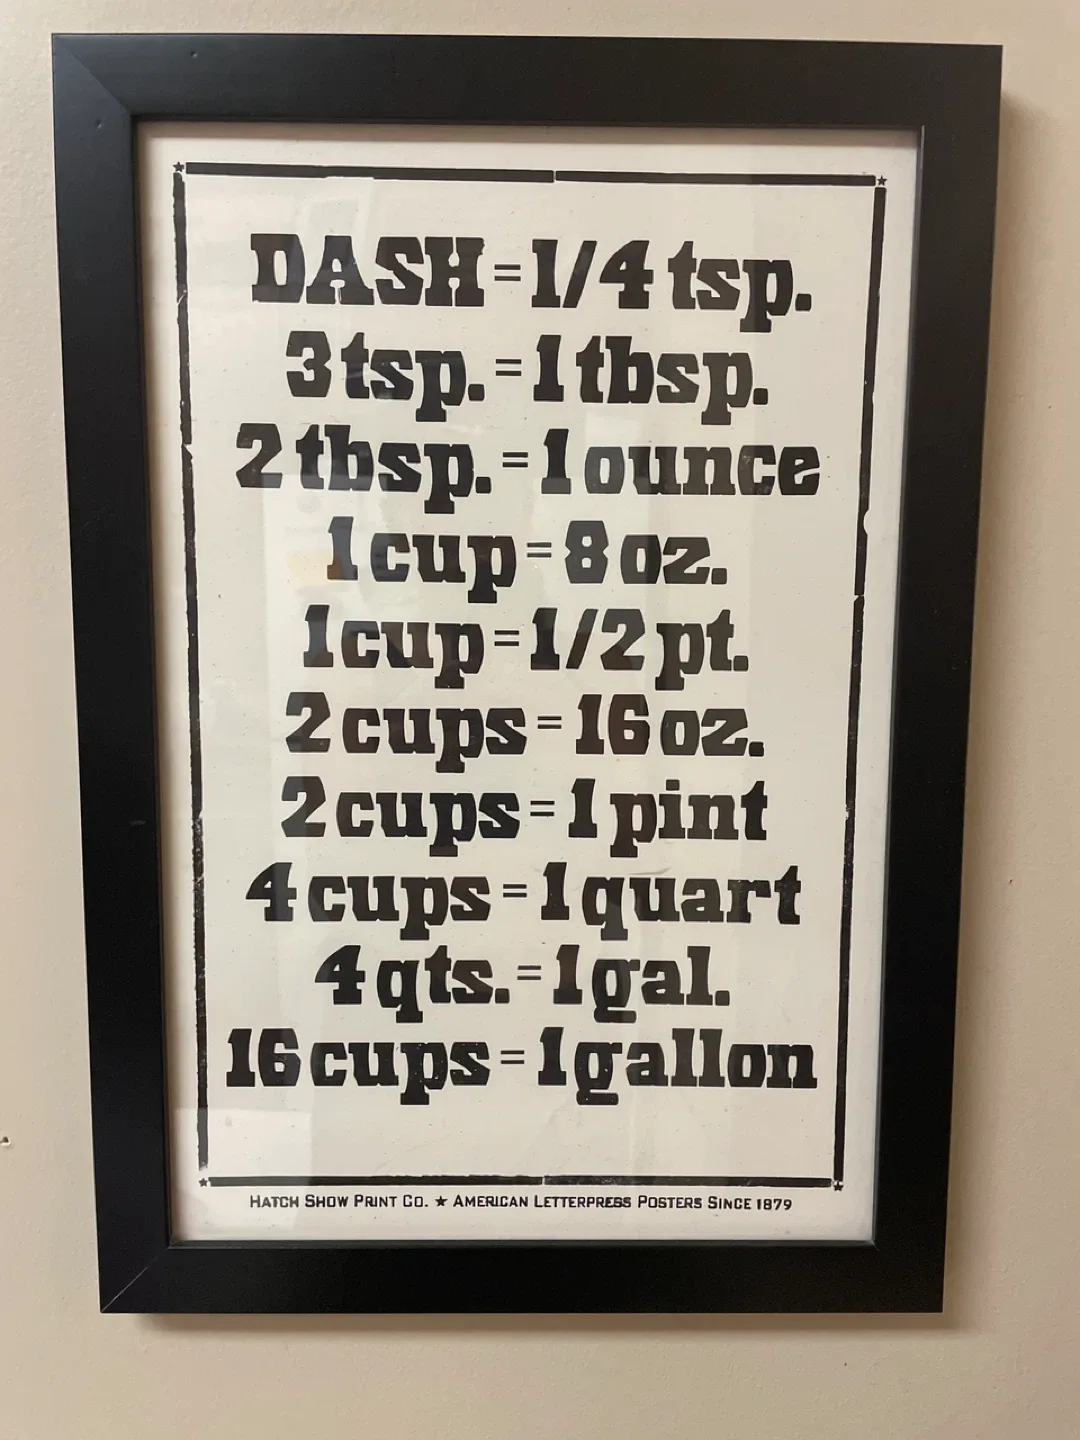 DASH = 1/4 tsp.
3 tsp. = 1 tbsp.
2 tbsp. = 1 ounce
1 cup = 8 oz.
1 cup = 1/2 pt.
2 cups = 16 oz.
2 cups = 1 pint
4 cups = 1 quart
4 qts. = 1 gal.
16 cups = 1 gallon
HATCH SHOW PRINT CO. ★ AMERICAN LETTERPRESS POSTERS SINCE 1879